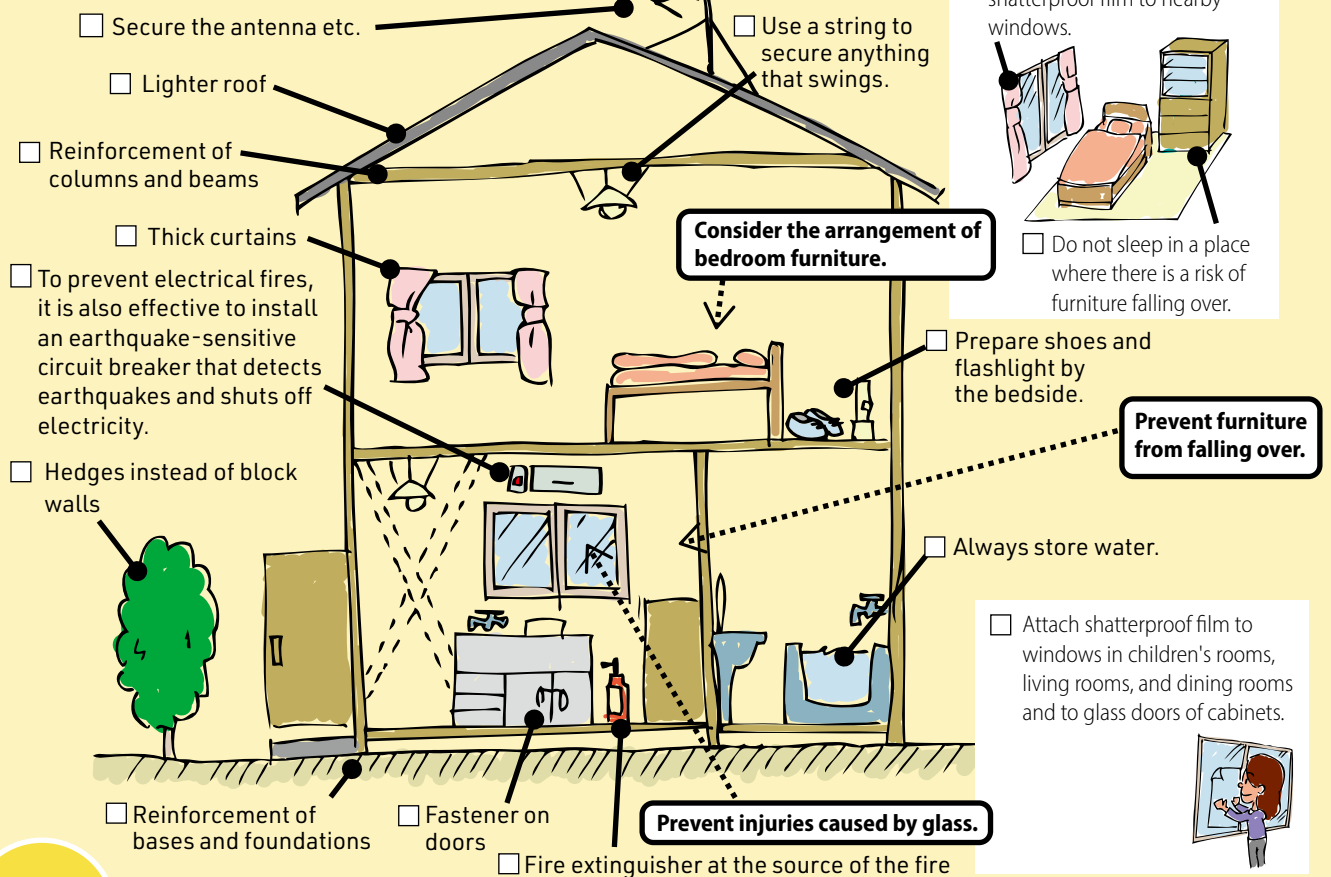 Secure the antenna etc.
Lighter roof
Reinforcement of
columns and beams
Thick curtains
To prevent electrical fires,
it is also effective to install
an earthquake-sensitive
circuit breaker that detects
earthquakes and shuts off
electricity.
Hedges instead of block
walls
Use a string to
secure anything
that swings.
shatterproof film to nearby
windows.
Do not sleep in a place
where there is a risk of
furniture falling over.
Consider the arrangement of
bedroom furniture.
Prepare shoes and
flashlight by
the bedside.
Prevent furniture
from falling over.
Always store water.
Attach shatterproof film to
windows in children's rooms,
living rooms, and dining rooms
and to glass doors of cabinets.
Reinforcement of
bases and foundations
Fastener on
doors
Prevent injuries caused by glass.
Fire extinguisher at the source of the fire